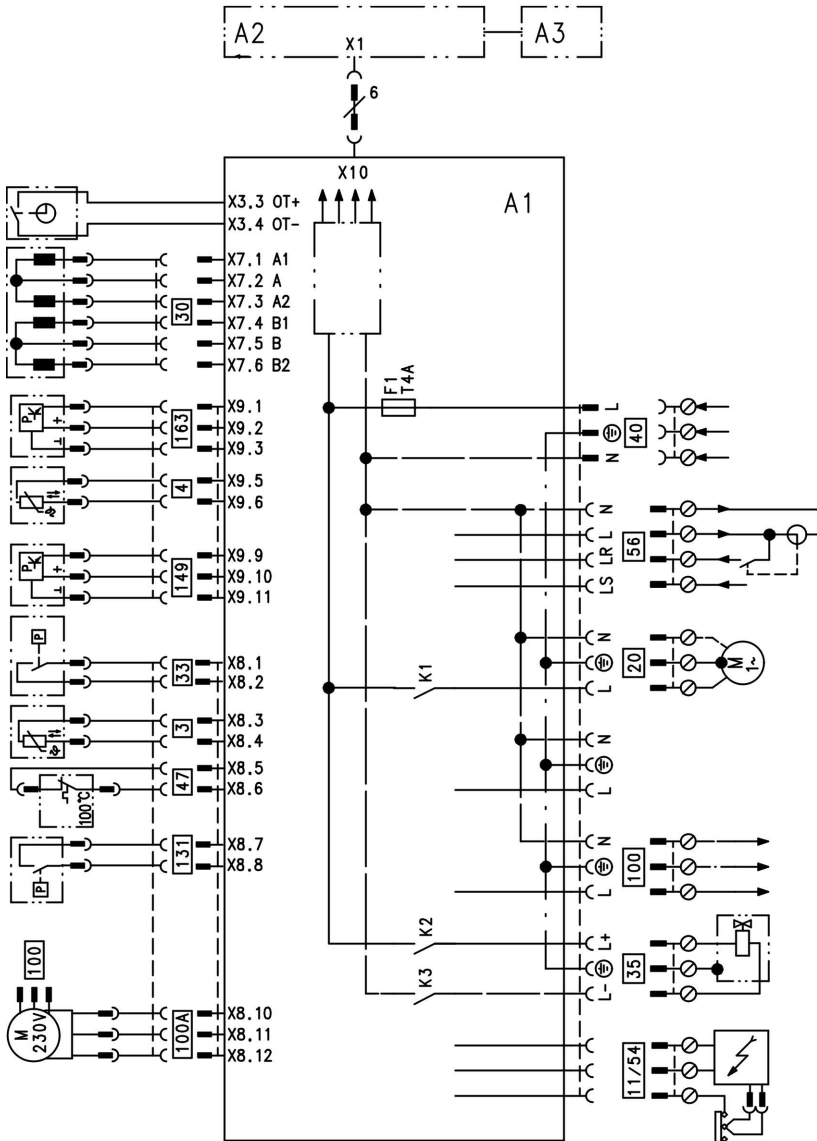 A2
X1
A3
6
X10
A1
X3.3 OT+
X3.4 OT-
X7.1 A1
X7.2 A
X7.3 A2
X7.4 B1
X7.5 B
X7.6 B2
30
F1
T4A
X9.1
X9.2
X9.3
163
P
+
⊥
L
N
40
X9.5
X9.6
4
ϑ
N
L
LR
LS
56
X9.9
X9.10
X9.11
149
P
+
⊥
P
X8.1
X8.2
33
K1
N
L
20
M
1~
X8.3
X8.4
3
ϑ
X8.5
X8.6
47
100°C
N
L
X8.7
X8.8
131
P
N
L
100
K2
K3
L+
L-
35
100
M
230V
X8.10
X8.11
X8.12
100A
11/54